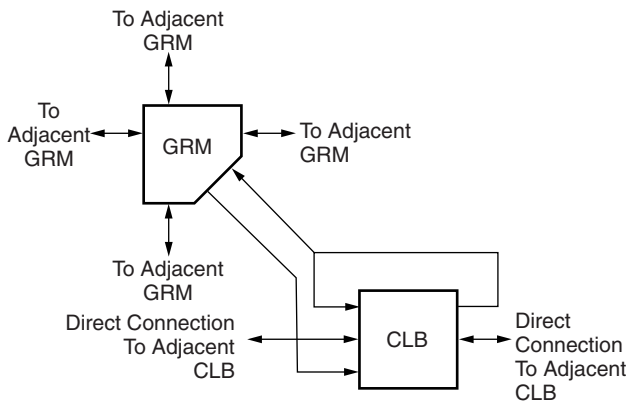 To Adjacent
GRM
To
Adjacent
GRM
GRM
To Adjacent
GRM
To Adjacent
GRM
Direct Connection
To Adjacent
CLB
CLB
Direct
Connection
To Adjacent
CLB